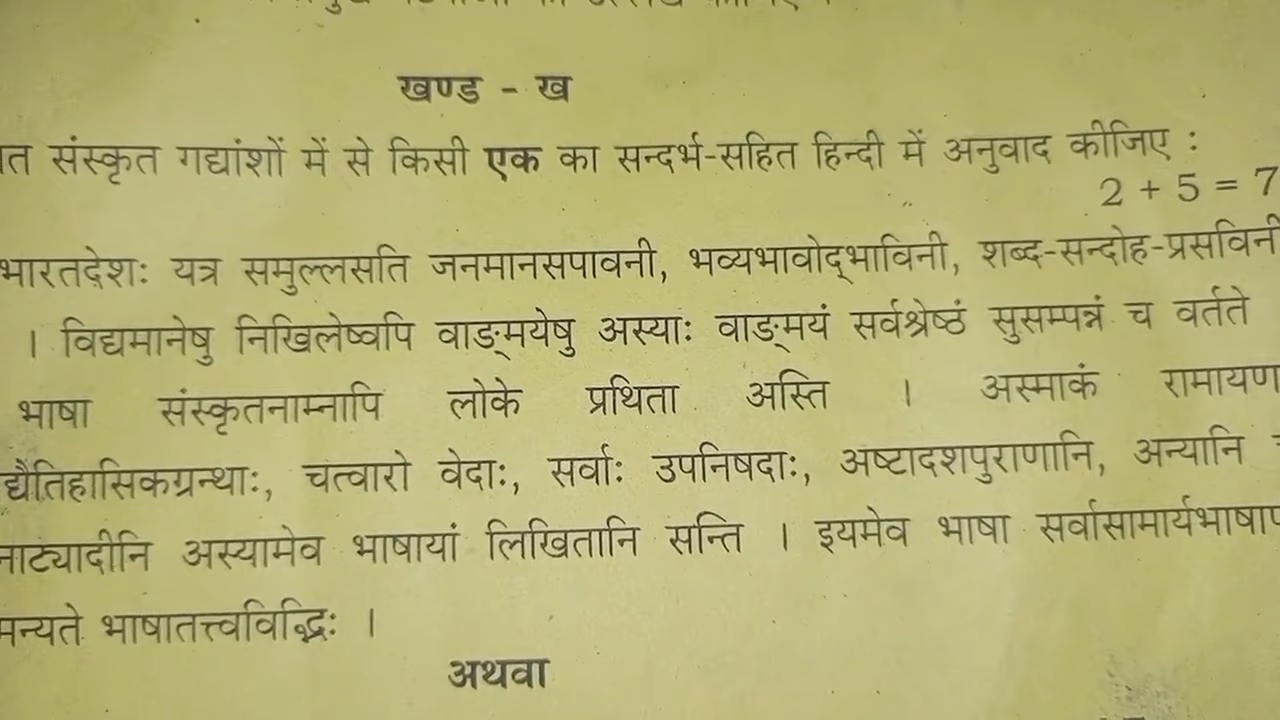 खण्ड - ख
संस्कृत गद्यांशों में से किसी एक का सन्दर्भ-सहित हिन्दी में अनुवाद कीजिए :
2 + 5 = 7
भारतदेशः यत्र समुल्लसति जनमानसपावनी, भव्यभावोद्भाविनी, शब्द-सन्दोह-प्रसविनी
। विद्यमानेषु निखिलेष्वपि वाङ्मयेषु अस्याः वाङ्मयं सर्वश्रेष्ठं सुसम्पन्नं च वर्तते
भाषा संस्कृतनाम्नापि लोके प्रथिता अस्ति । अस्माकं रामायण
द्यैतिहासिकग्रन्थाः, चत्वारो वेदाः, सर्वाः उपनिषदाः, अष्टादशपुराणानि, अन्यानि
नाट्यादीनि अस्यामेव भाषायां लिखितानि सन्ति । इयमेव भाषा सर्वासामार्यभाषाण
मन्यते भाषातत्त्वविद्भिः ।
अथवा